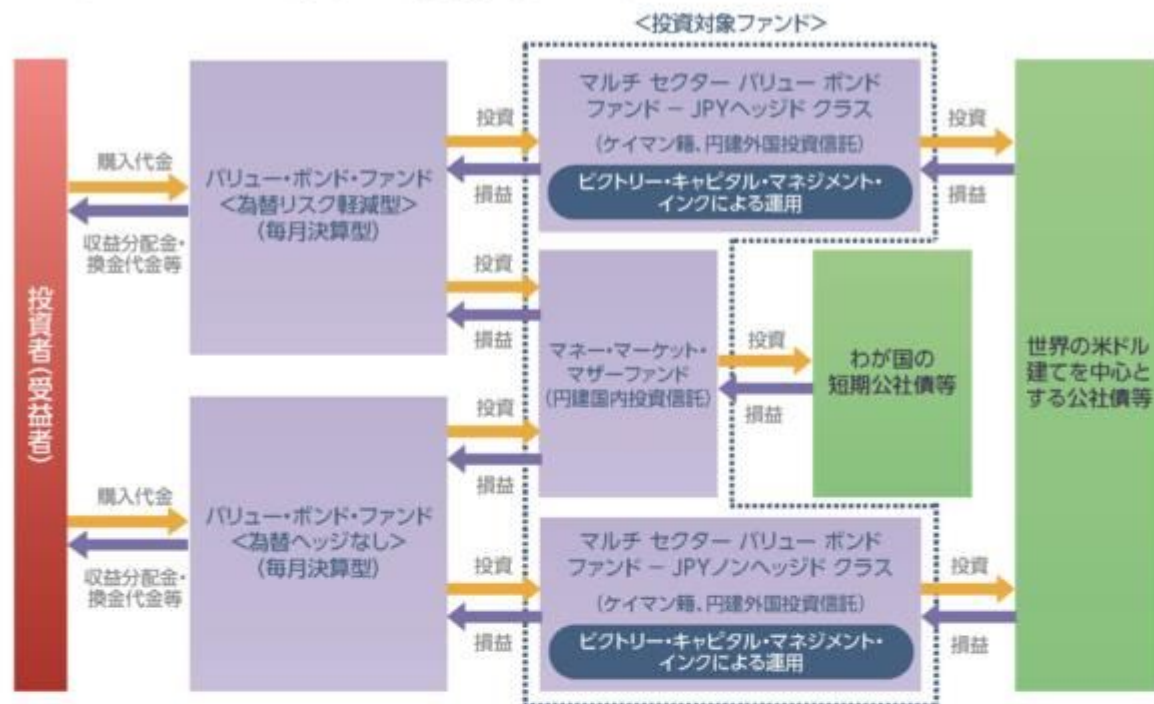 <投資対象ファンド>
投資者(受益者)
購入代金
収益分配金・
換金代金等
バリュー・ボンド・ファンド
<為替リスク軽減型>
(毎月決算型)
投資
損益
マルチ セクター バリュー ボンド
ファンド − JPYヘッジド クラス
(ケイマン籍、円建外国投資信託)
ビクトリー・キャピタル・マネジメント・
インクによる運用
投資
損益
投資
損益
マネー・マーケット・
マザーファンド
(円建国内投資信託)
投資
損益
わが国の
短期公社債等
世界の米ドル
建てを中心と
する公社債等
購入代金
収益分配金・
換金代金等
バリュー・ボンド・ファンド
<為替ヘッジなし>
(毎月決算型)
投資
損益
投資
損益
マルチ セクター バリュー ボンド
ファンド − JPYノンヘッジド クラス
(ケイマン籍、円建外国投資信託)
ビクトリー・キャピタル・マネジメント・
インクによる運用
投資
損益